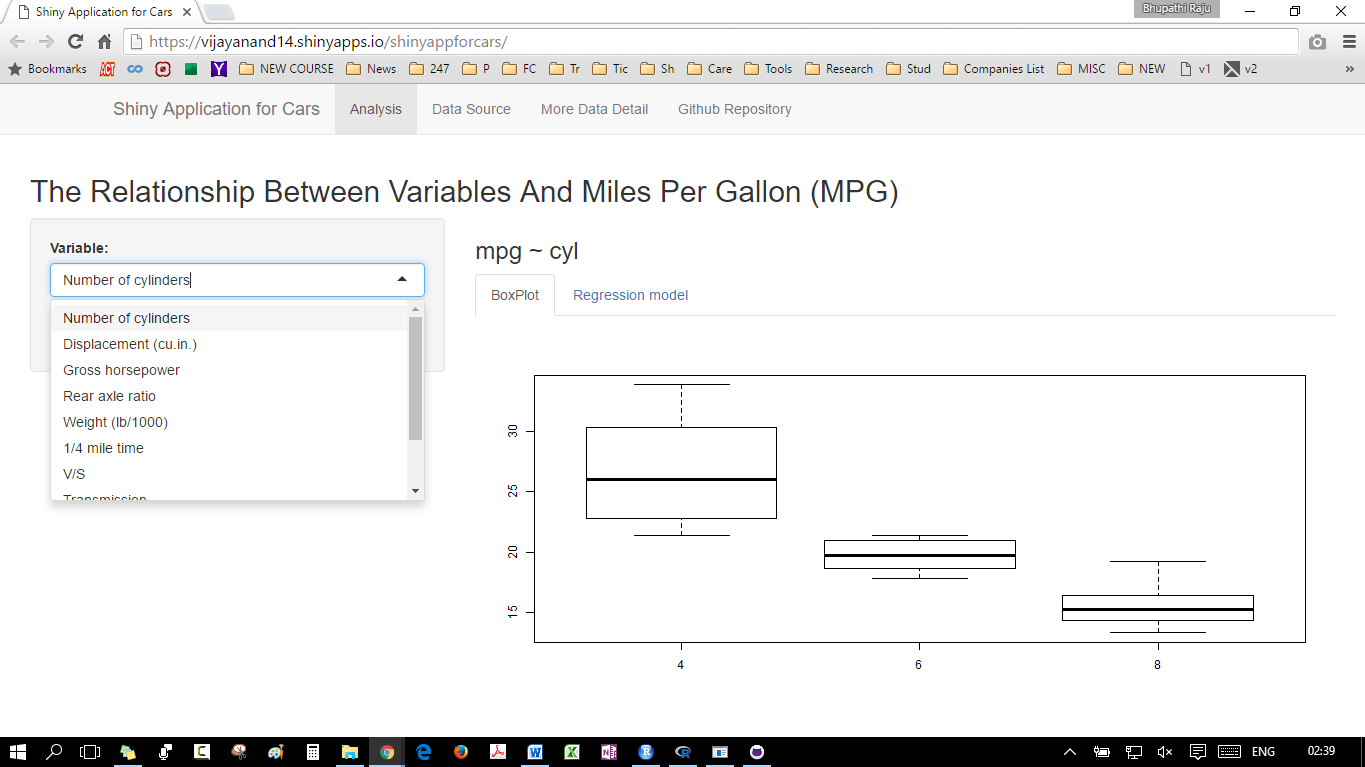 Shiny Application for Cars
Bhupathi Raju
https://vijayanand14.shinyapps.io/shinyappforcars/
Bookmarks ACT Y NEW COURSE News 247 P FC Tr Tic Sh Care Tools Research Stud Companies List MISC NEW v1 v2 »
Shiny Application for Cars Analysis Data Source More Data Detail Github Repository
The Relationship Between Variables And Miles Per Gallon (MPG)
Variable:
Number of cylinders
Number of cylinders
Displacement (cu.in.)
Gross horsepower
Rear axle ratio
Weight (lb/1000)
1/4 mile time
V/S
Transmission
mpg ~ cyl
BoxPlot Regression model
30
25
20
15
4 6 8
ENG 02:39